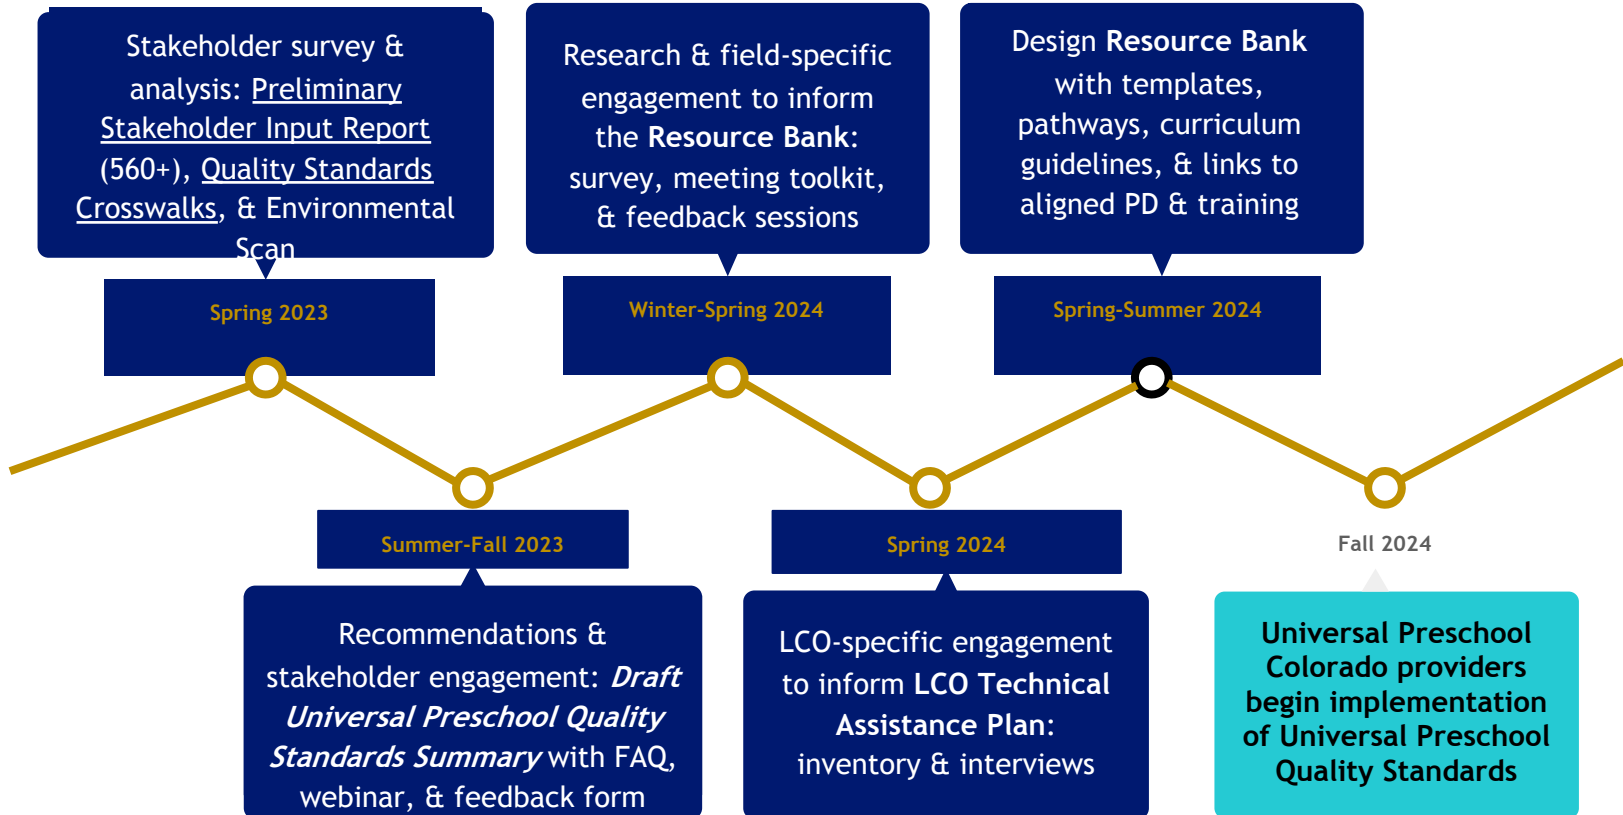 Stakeholder survey &
analysis: Preliminary
Stakeholder Input Report
(560+), Quality Standards
Crosswalks, & Environmental
Scan
Spring 2023
Research & field-specific
engagement to inform
the Resource Bank:
survey, meeting toolkit,
& feedback sessions
Winter-Spring 2024
Design Resource Bank
with templates,
pathways, curriculum
guidelines, & links to
aligned PD & training
Spring-Summer 2024
Summer-Fall 2023
Recommendations &
stakeholder engagement: Draft
Universal Preschool Quality
Standards Summary with FAQ,
webinar, & feedback form
Spring 2024
LCO-specific engagement
to inform LCO Technical
Assistance Plan:
inventory & interviews
Fall 2024
Universal Preschool
Colorado providers
begin implementation
of Universal Preschool
Quality Standards